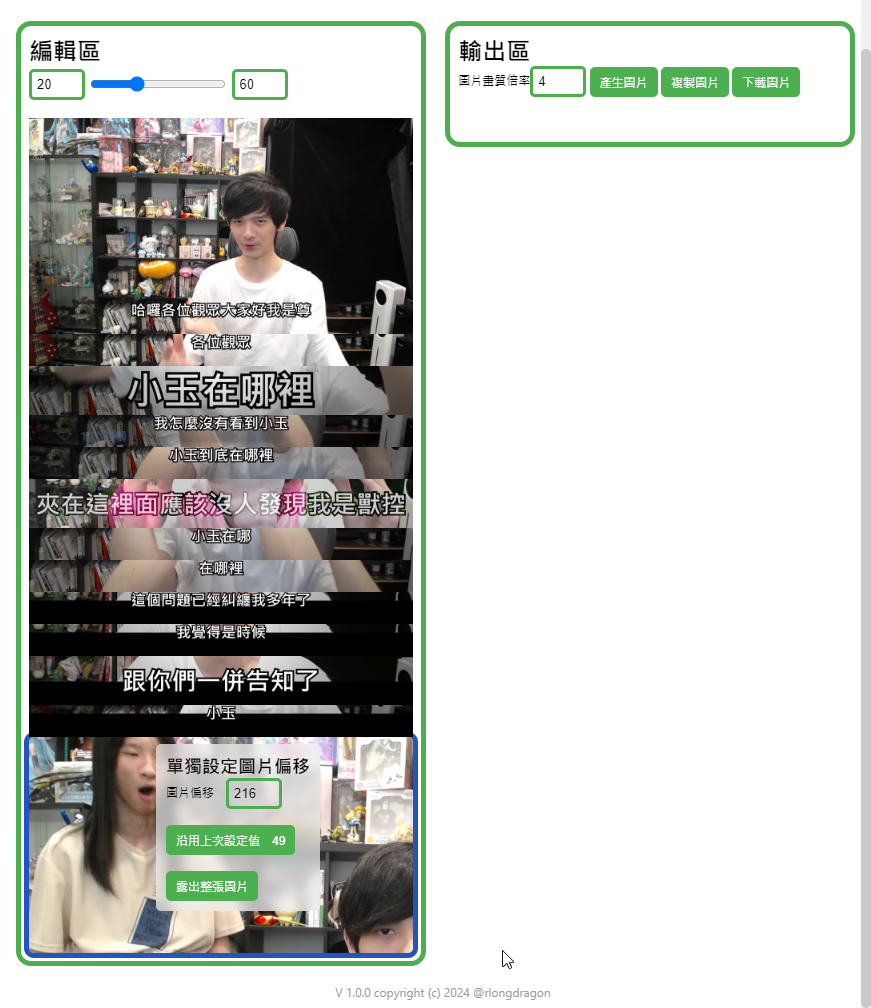 編輯區
20
60
哈囉各位觀眾大家好我是尊
各位觀眾
小玉在哪裡
我怎麼沒有看到小玉
小玉到底在哪裡
夾在這裡面應該沒人發現我是獸控
小玉在哪
在哪裡
這個問題已經糾纏我多年了
我覺得是時候
跟你們一併告知了
小玉
單獨設定圖片偏移
圖片偏移 216
沿用上次設定值 49
露出整張圖片
輸出區
圖片畫質倍率 4 產生圖片 複製圖片 下載圖片
V 1.0.0 copyright (c) 2024 @rlongdragon